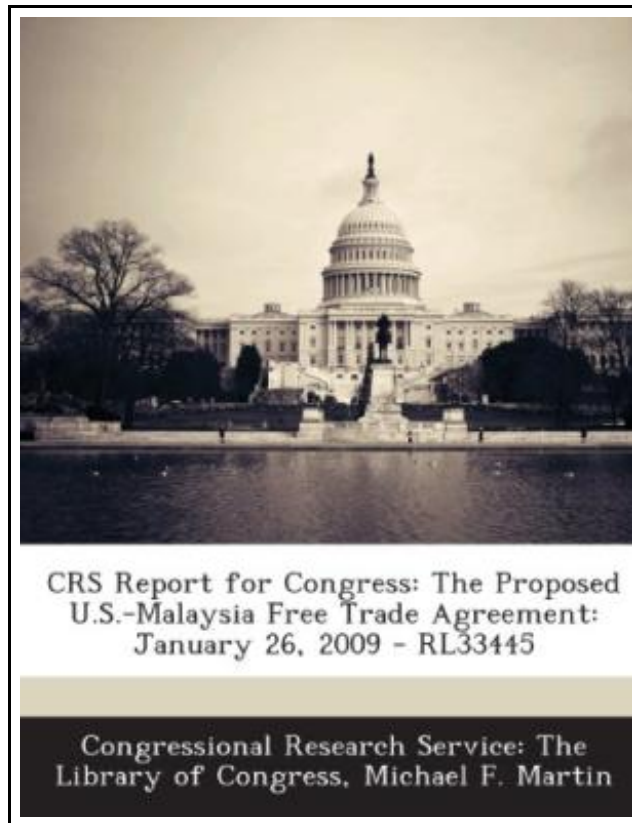 CRS Report for Congress: The Proposed
U.S.-Malaysia Free Trade Agreement:
January 26, 2009 - RL33445
Congressional Research Service: The
Library of Congress, Michael F. Martin